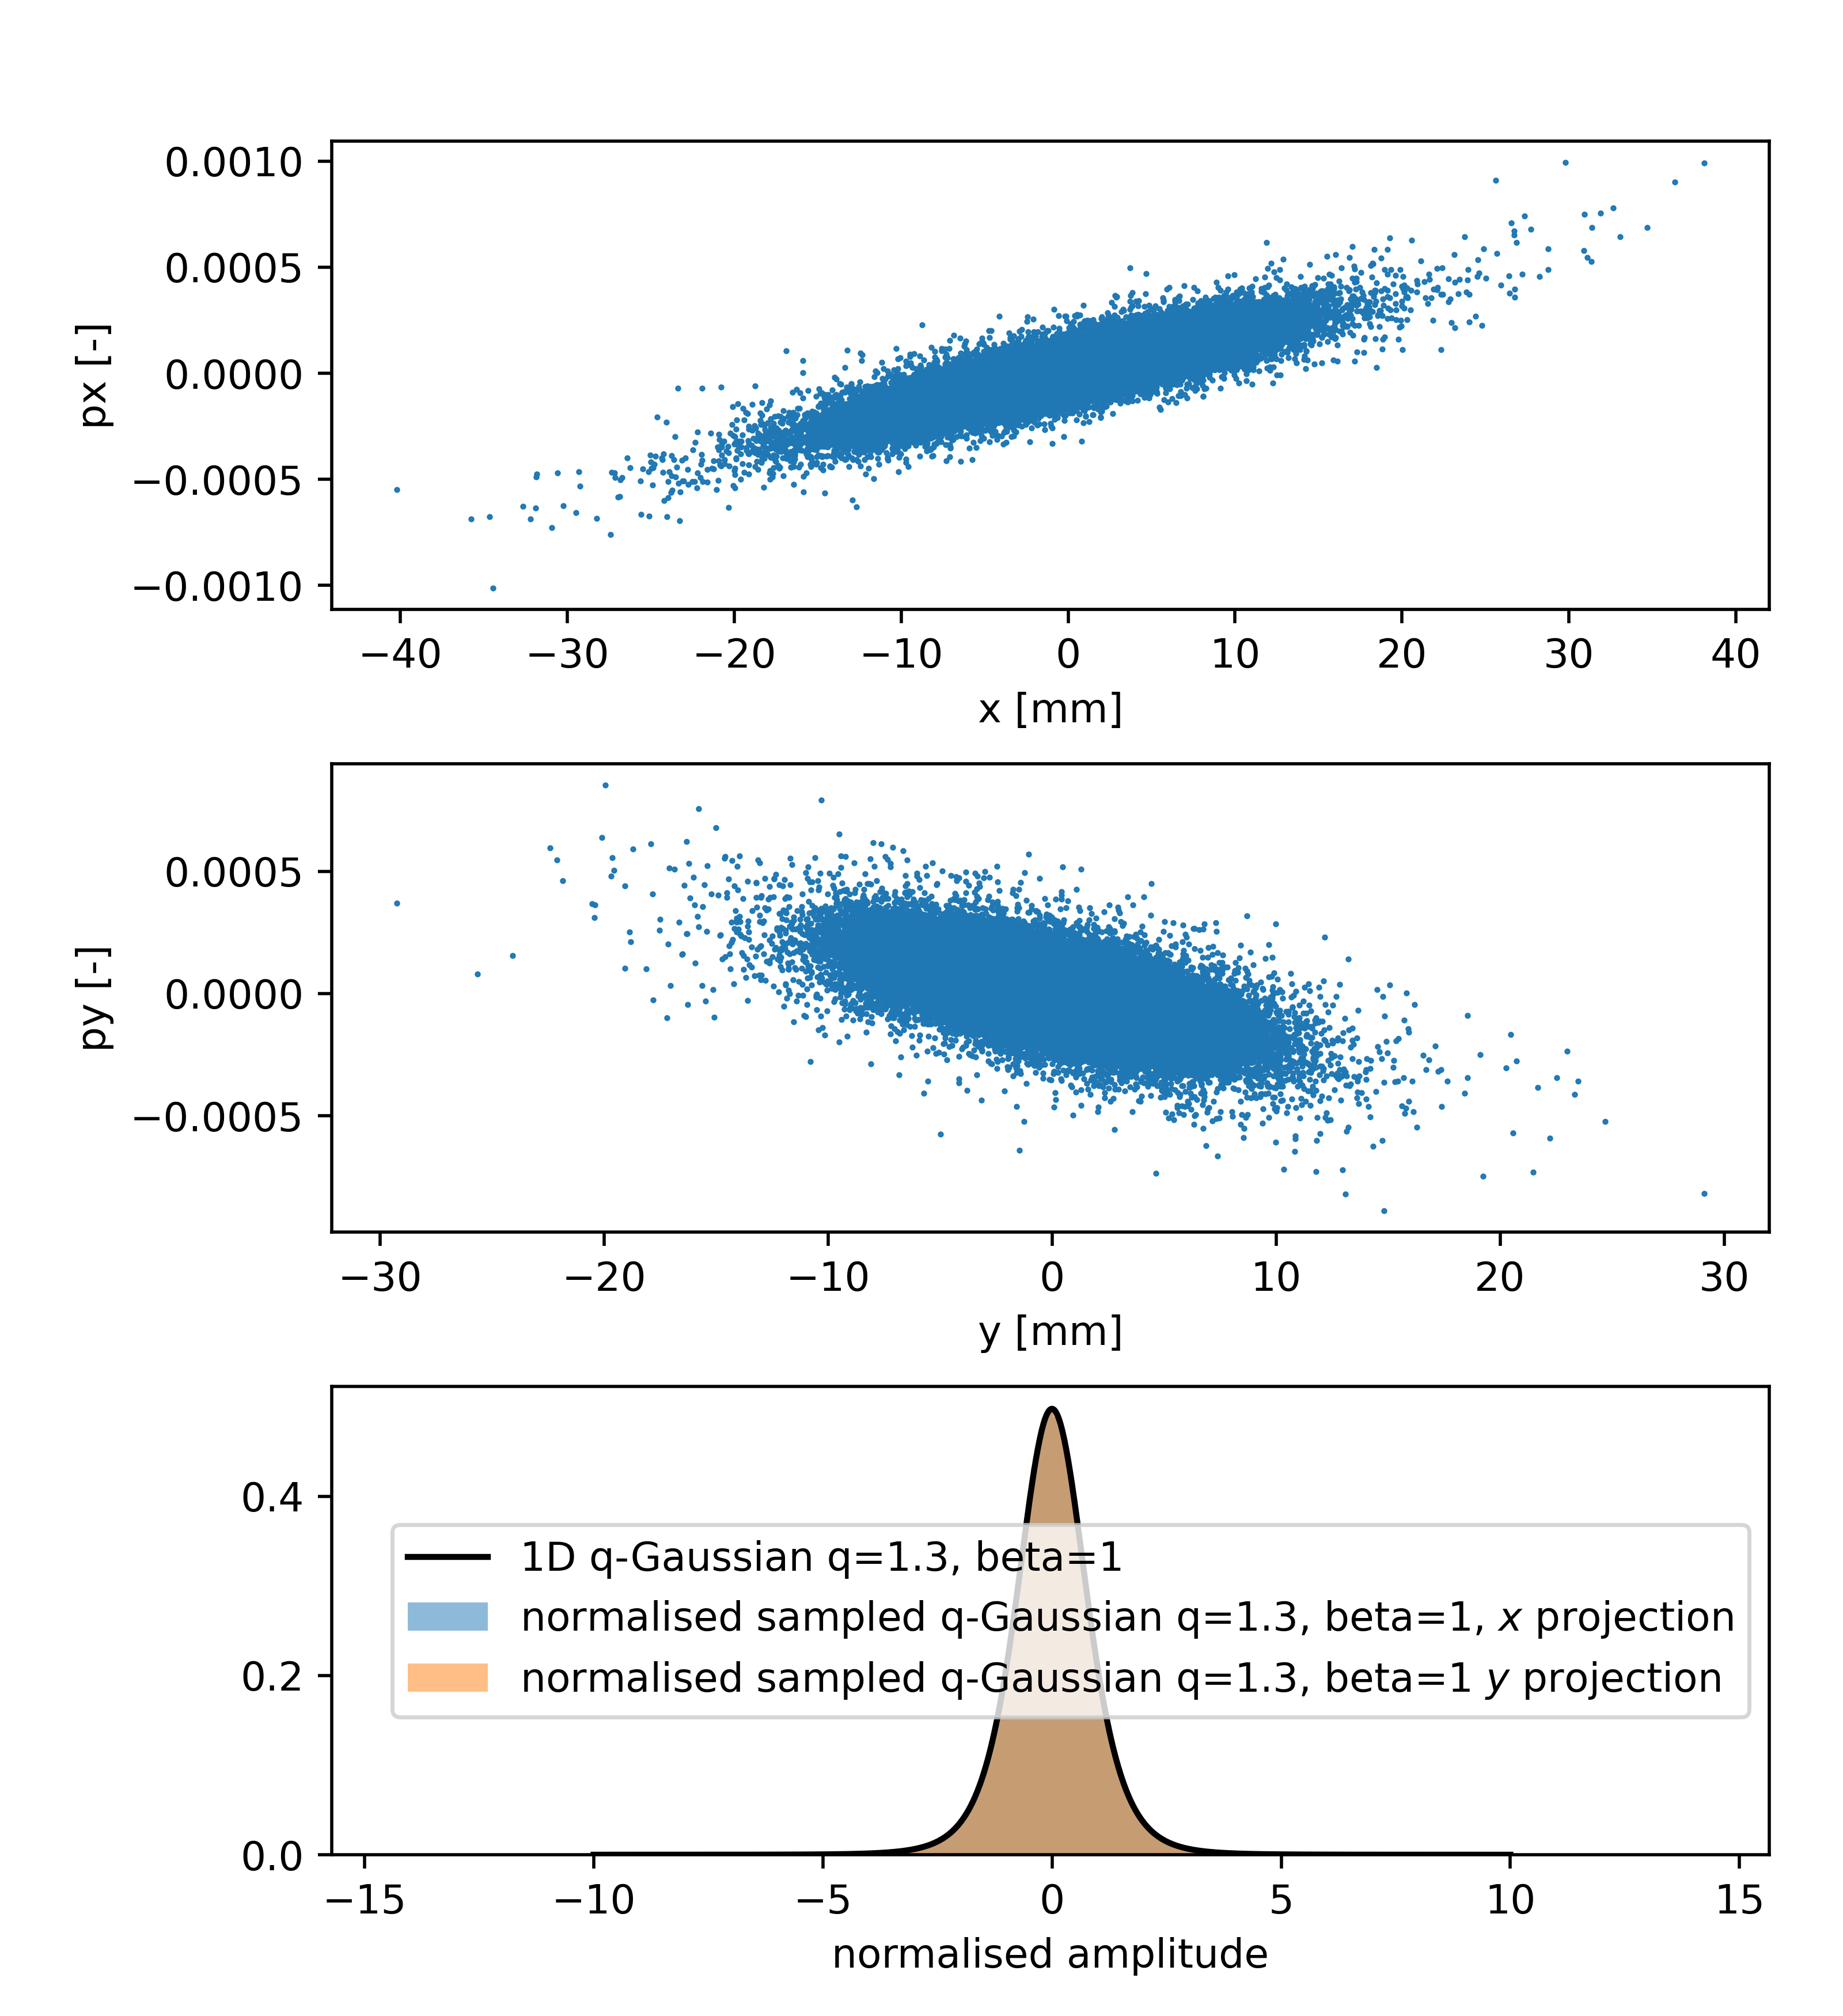 0.0010
0.0005
0.0000
−0.0005
−0.0010
px [-]
−40 −30 −20 −10 0 10 20 30 40
x [mm]
0.0005
0.0000
−0.0005
py [-]
−30 −20 −10 0 10 20 30
y [mm]
0.4
0.2
0.0
1D q-Gaussian q=1.3, beta=1
normalised sampled q-Gaussian q=1.3, beta=1, x projection
normalised sampled q-Gaussian q=1.3, beta=1 y projection
−15 −10 −5 0 5 10 15
normalised amplitude